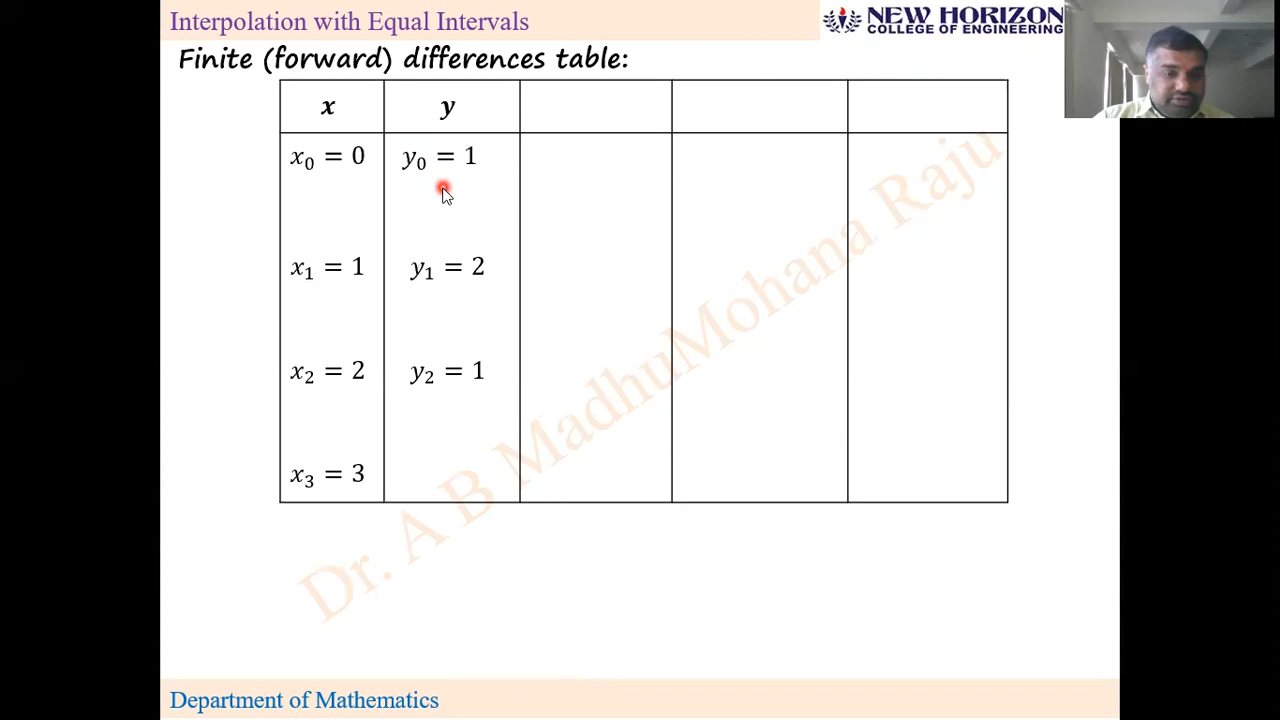 Interpolation with Equal Intervals
NEW HORIZON
COLLEGE OF ENGINEERING
Finite (forward) differences table:
x y
x₀ = 0 y₀ = 1
x₁ = 1 y₁ = 2
x₂ = 2 y₂ = 1
x₃ = 3
Dr. A B MadhuMohana Raju
Department of Mathematics